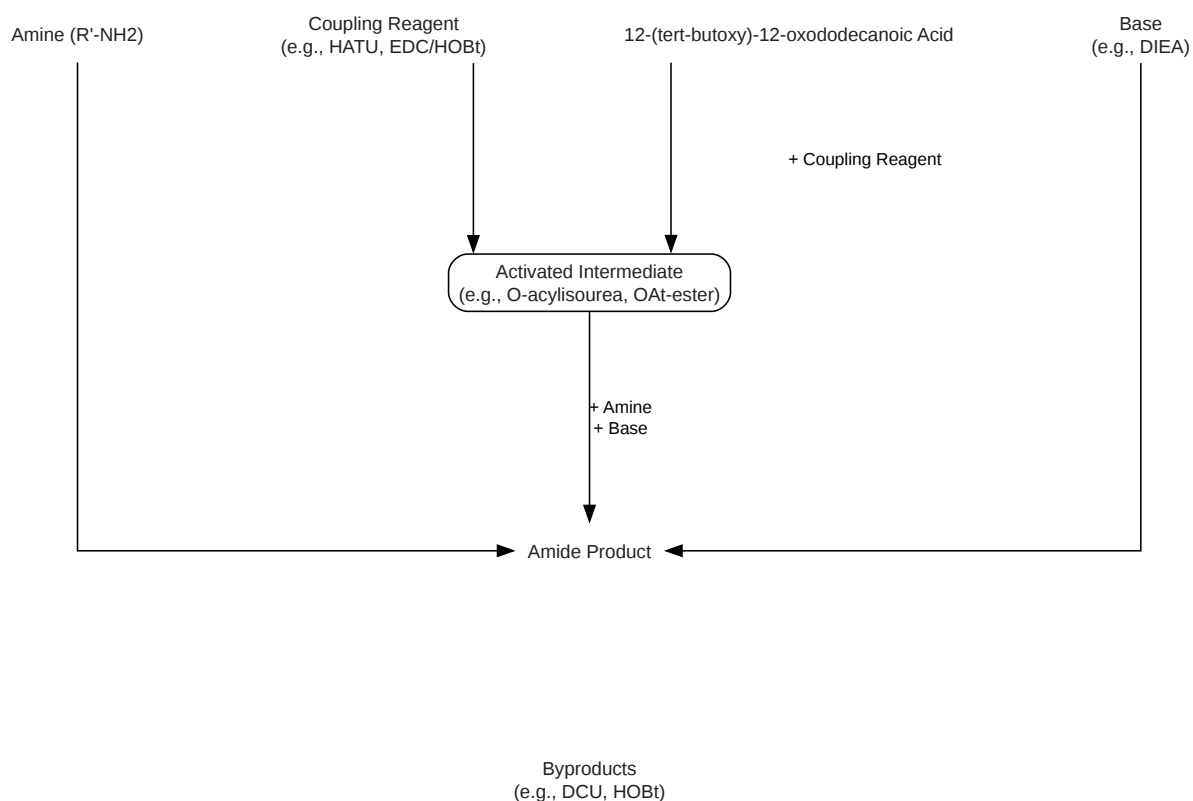 Amine (R'-NH2)
Coupling Reagent
(e.g., HATU, EDC/HOBt)
12-(tert-butoxy)-12-oxododecanoic Acid
Base
(e.g., DIEA)
+ Coupling Reagent
Activated Intermediate
(e.g., O-acylisourea, OAt-ester)
+ Amine
+ Base
Amide Product
Byproducts
(e.g., DCU, HOBt)